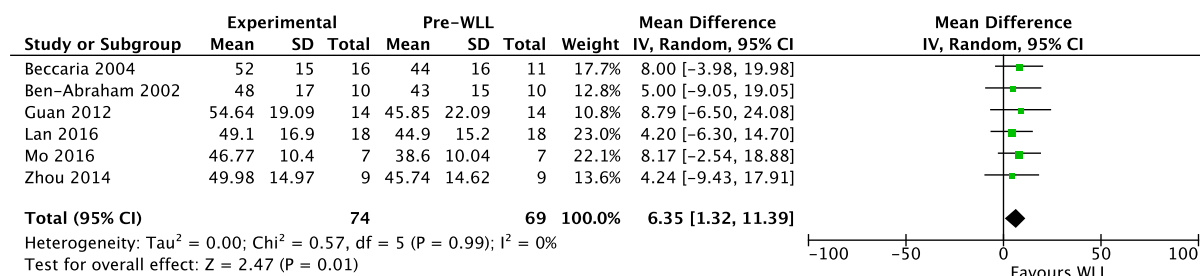 Experimental Pre-WLL Mean Difference Mean Difference
Study or Subgroup Mean SD Total Mean SD Total Weight IV, Random, 95% CI IV, Random, 95% CI
Beccaria 2004 52 15 16 44 16 11 17.7% 8.00 [−3.98, 19.98]
Ben-Abraham 2002 48 17 10 43 15 10 12.8% 5.00 [−9.05, 19.05]
Guan 2012 54.64 19.09 14 45.85 22.09 14 10.8% 8.79 [−6.50, 24.08]
Lan 2016 49.1 16.9 18 44.9 15.2 18 23.0% 4.20 [−6.30, 14.70]
Mo 2016 46.77 10.4 7 38.6 10.04 7 22.1% 8.17 [−2.54, 18.88]
Zhou 2014 49.98 14.97 9 45.74 14.62 9 13.6% 4.24 [−9.43, 17.91]
Total (95% CI) 74 69 100.0% 6.35 [1.32, 11.39]
Heterogeneity: Tau² = 0.00; Chi² = 0.57, df = 5 (P = 0.99); I² = 0%
Test for overall effect: Z = 2.47 (P = 0.01)
−100 −50 0 50 100
Favours WLL